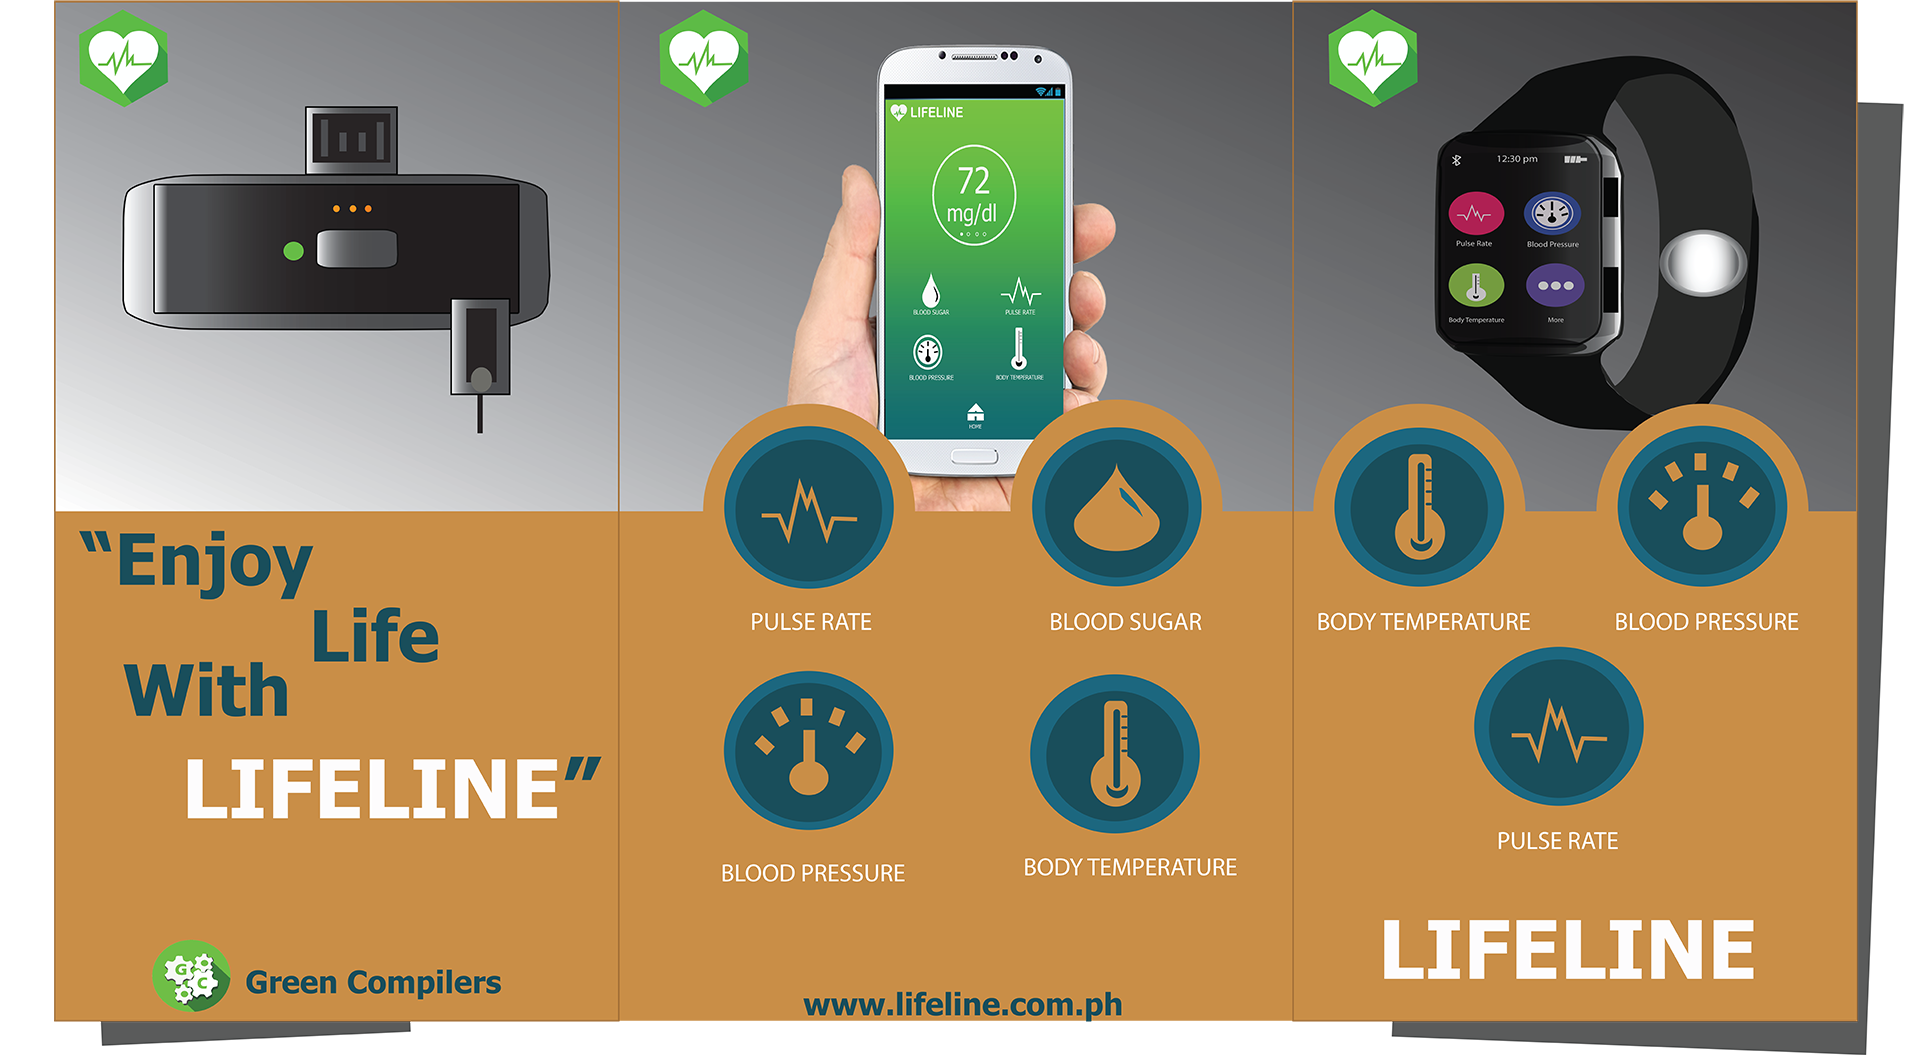 “Enjoy
Life
With
LIFELINE”
G
C
Green Compilers
LIFELINE
72
mg/dl
BLOOD SUGAR
PULSE RATE
BLOOD PRESSURE
BODY TEMPERATURE
HOME
PULSE RATE
BLOOD SUGAR
BLOOD PRESSURE
BODY TEMPERATURE
www.lifeline.com.ph
12:30 pm
Pulse Rate
Blood Pressure
Body Temperature
More
BODY TEMPERATURE
BLOOD PRESSURE
PULSE RATE
LIFELINE